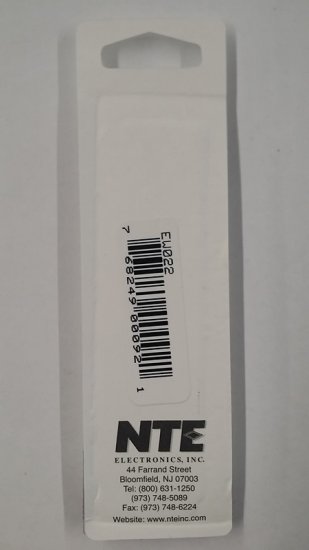 EW022
7 68249 00092 1
NTE
ELECTRONICS, INC.
44 Farrand Street
Bloomfield, NJ 07003
Tel: (800) 631-1250
(973) 748-5089
Fax: (973) 748-6224
Website: www.nteinc.com